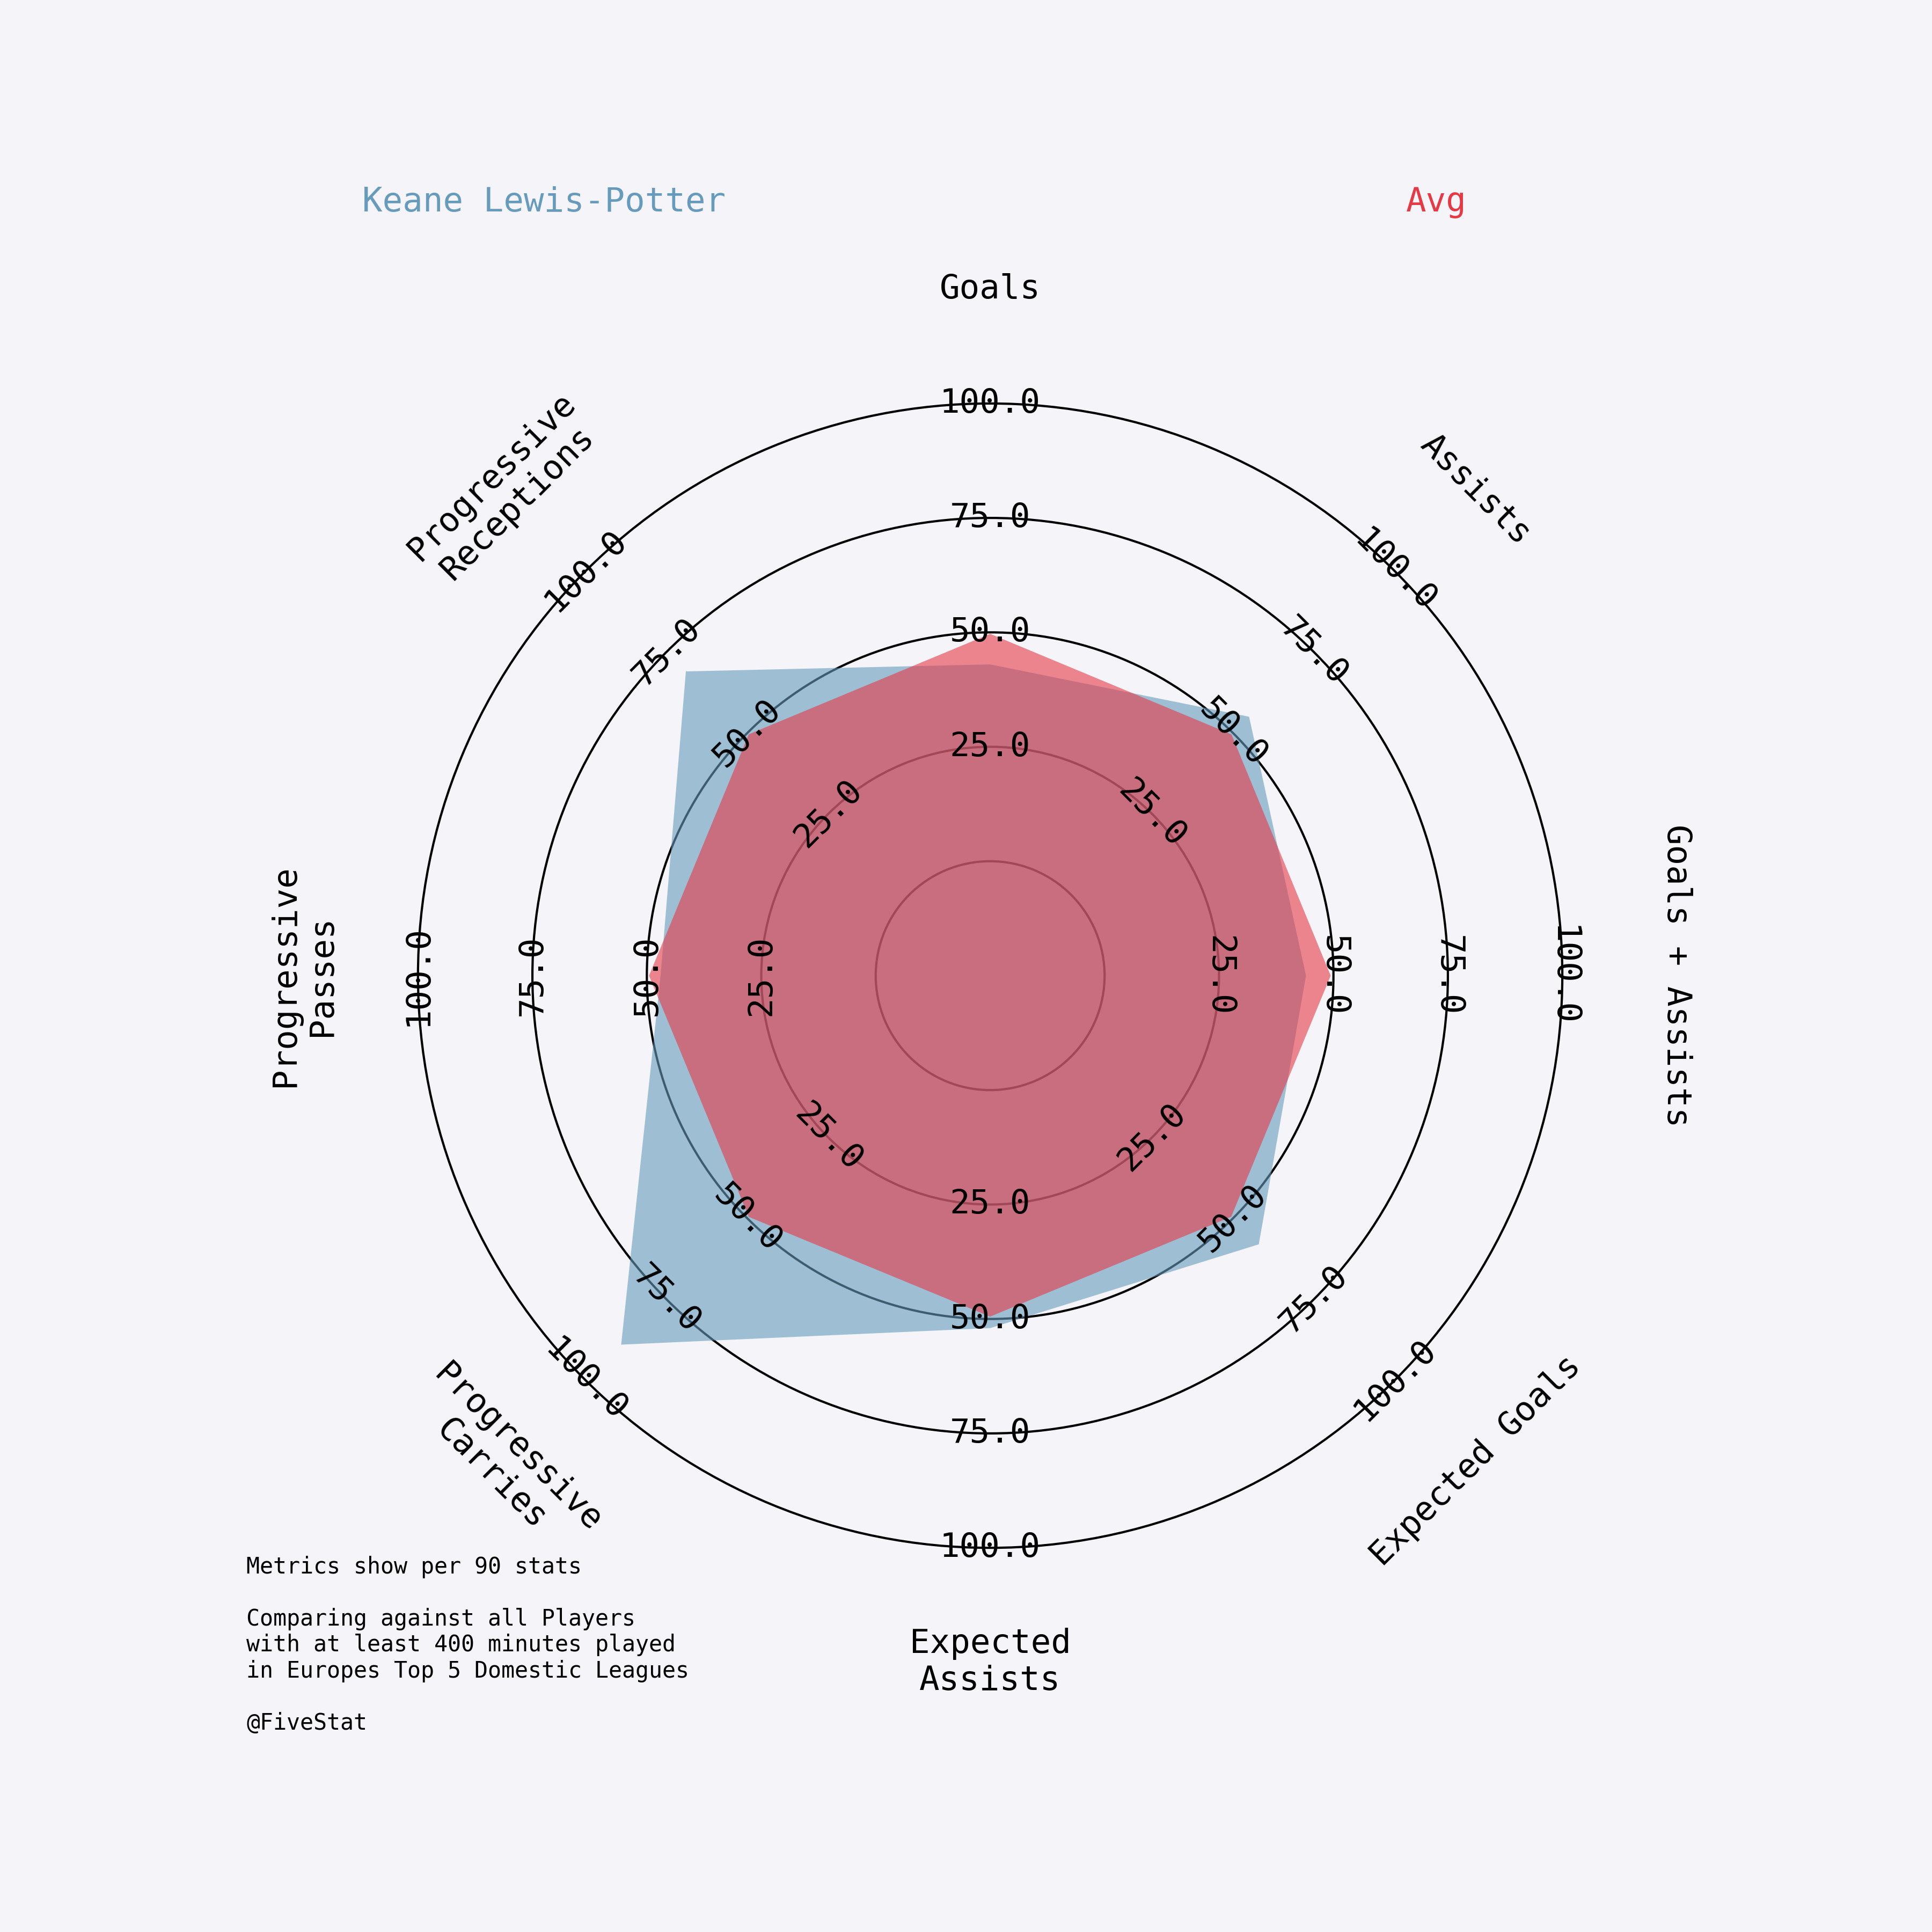 Keane Lewis-Potter
Avg
Goals
Assists
Goals + Assists
Expected Goals
Expected
Assists
Progressive
Carries
Progressive
Passes
Progressive
Receptions
25.0
50.0
75.0
100.0
25.0
50.0
75.0
100.0
25.0
50.0
75.0
100.0
25.0
50.0
75.0
100.0
25.0
50.0
75.0
100.0
25.0
50.0
75.0
100.0
25.0
50.0
75.0
100.0
25.0
50.0
75.0
100.0
Metrics show per 90 stats
Comparing against all Players
with at least 400 minutes played
in Europes Top 5 Domestic Leagues
@FiveStat